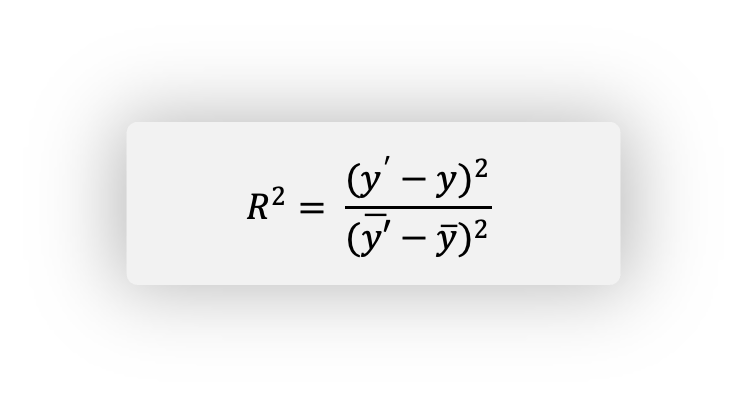 R² = (y′ − y)² / (y̅′ − y̅)²